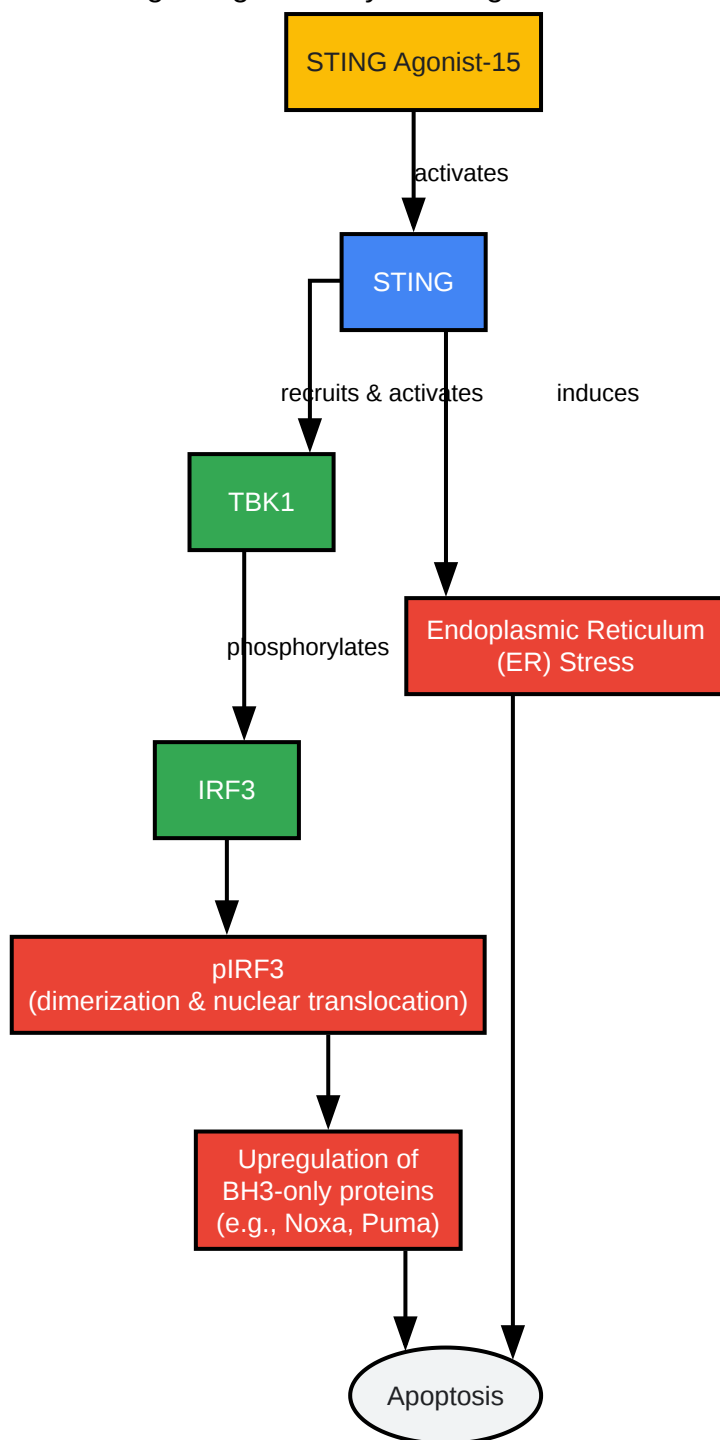 STING Agonist-15
activates
STING
recruits & activates
induces
TBK1
Endoplasmic Reticulum
(ER) Stress
phosphorylates
IRF3
pIRF3
(dimerization & nuclear translocation)
Upregulation of
BH3-only proteins
(e.g., Noxa, Puma)
Apoptosis